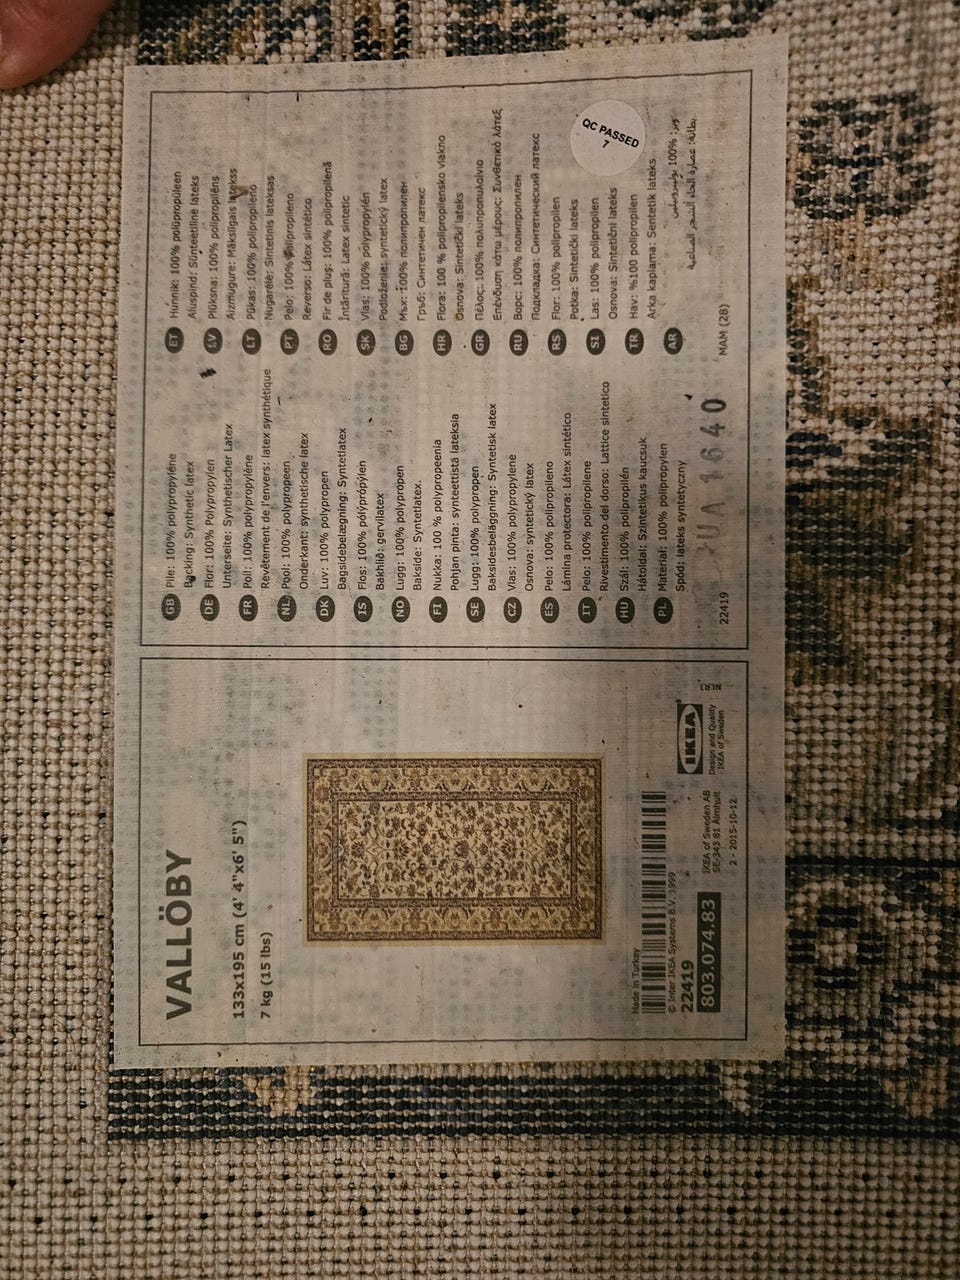 VALLÖBY
133x195 cm (4' 4"x6' 5")
7 kg (15 lbs)
Made in Turkey
© Inter IKEA Systems B.V. 1999
22419
803.074.83
IKEA of Sweden AB
SE-343 81 Älmhult
2 - 2015-10-12
IKEA®
Design and Quality
IKEA of Sweden
GB Pile: 100% polypropylene
Backing: Synthetic latex
DE Flor: 100% Polypropylen
Unterseite: Synthetischer Latex
FR Poil: 100% polypropylène
Revêtement de l'envers: latex synthétique
NL Pool: 100% polypropeen
Onderkant: synthetische latex
DK Luv: 100% polypropen
Bagsidebelægning: Syntetlatex
IS Flos: 100% pólýprópýlen
Bakhlið: gervilatex
NO Lugg: 100% polypropen
Bakside: Syntetlatex.
FI Nukka: 100 % polypropeenia
Pohjan pinta: synteettistä lateksia
SE Lugg: 100% polypropen
Baksidesbeläggning: Syntetisk latex
CZ Vlas: 100% polypropylene
Osnova: syntetický latex
ES Pelo: 100% polipropileno
Lámina protectora: Látex sintético
IT Pelo: 100% polipropilene
Rivestimento del dorso: Lattice sintetico
HU Szál: 100% polipropilén
Hátoldal: Szintetikus kaucsuk
PL Materiał: 100% polipropylen
Spód: lateks syntetyczny
22419
1640
ET Hunnik: 100% polüpropüleen
Aluspind: Sünteetiline lateks
LV Plūksna: 100% polipropilēns
Aizmugure: Mākslīgais latekss
LT Pūkas: 100% polipropileno
Nugarėlė: Sintetinis lateksas
PT Pelo: 100% polipropileno
Reverso: Látex sintético
RO Fir de pluş: 100% polipropilenă
Întăritură: Latex sintetic
SK Vlas: 100% polypropylén
Podloženie: syntetický latex
BG Мъх: 100% полипропилен
Гръб: Синтетичен латекс
HR Flora: 100 % polipropilensko vlakno
Osnova: Sintetički lateks
GR Πέλος: 100% πολυπροπυλαίνιο
Επένδυση κάτω μέρους: Συνθετικό λάτεξ
RU Ворс: 100% полипропилен
Подкладка: Синтетический латекс
RS Flor: 100% polipropilen
Potka: Sintetički lateks
SI Las: 100% polipropilen
Osnova: Sintetični lateks
TR Hav: %100 polipropilen
Arka kaplama: Sentetik lateks
AR
MAM (28)
QC PASSED
7